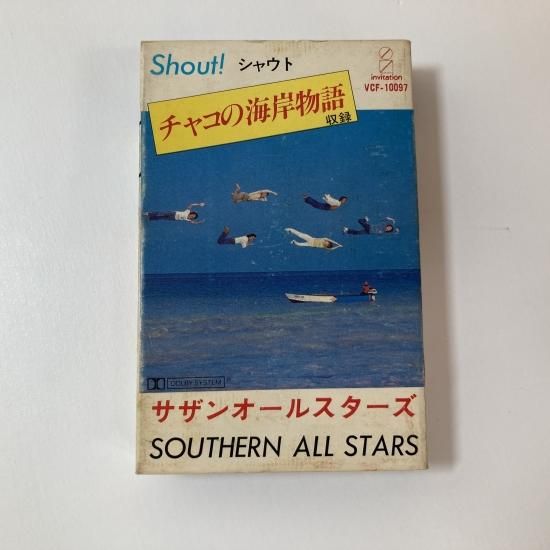 Shout! シャウト
invitation
VCF-10097
チャコの海岸物語
収録
DOLBY SYSTEM
サザンオールスターズ
SOUTHERN ALL STARS